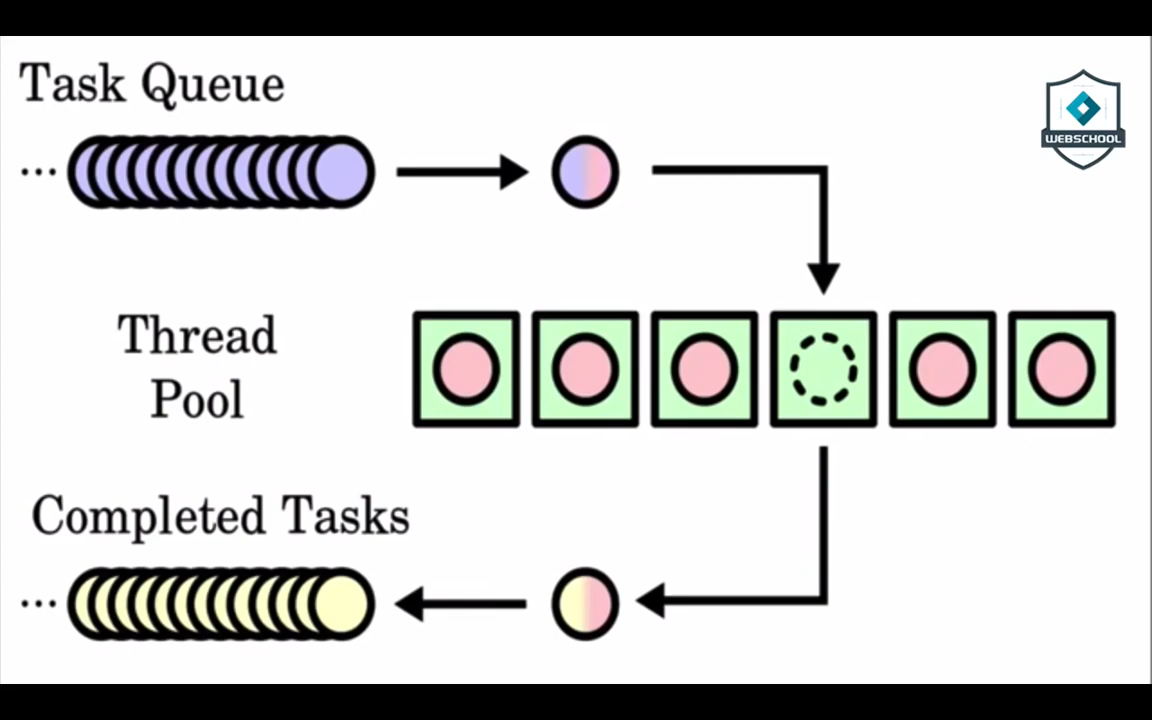 Task Queue
WEBSCHOOL
...
Thread
Pool
Completed Tasks
...